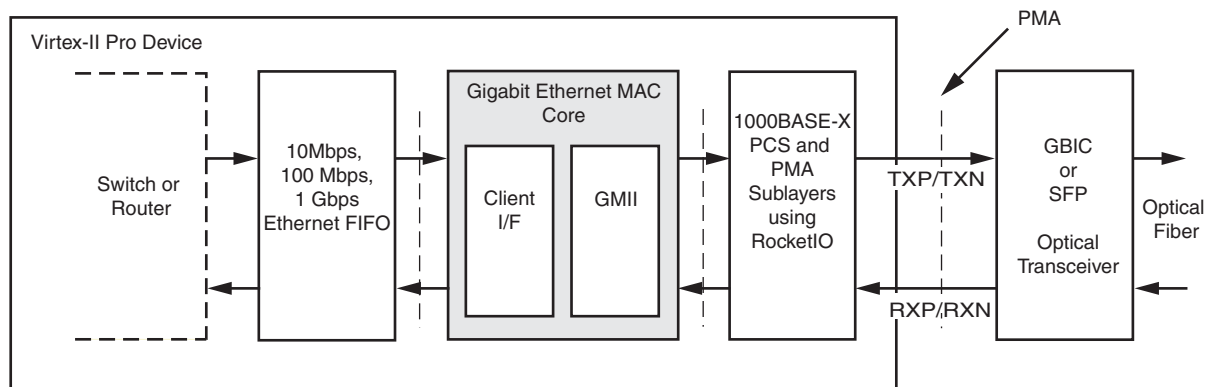 PMA
Virtex-II Pro Device
Switch or
Router
10Mbps,
100 Mbps,
1 Gbps
Ethernet FIFO
Gigabit Ethernet MAC
Core
Client
I/F
GMII
1000BASE-X
PCS and
PMA
Sublayers
using
RocketIO
TXP/TXN
RXP/RXN
GBIC
or
SFP
Optical
Transceiver
Optical
Fiber